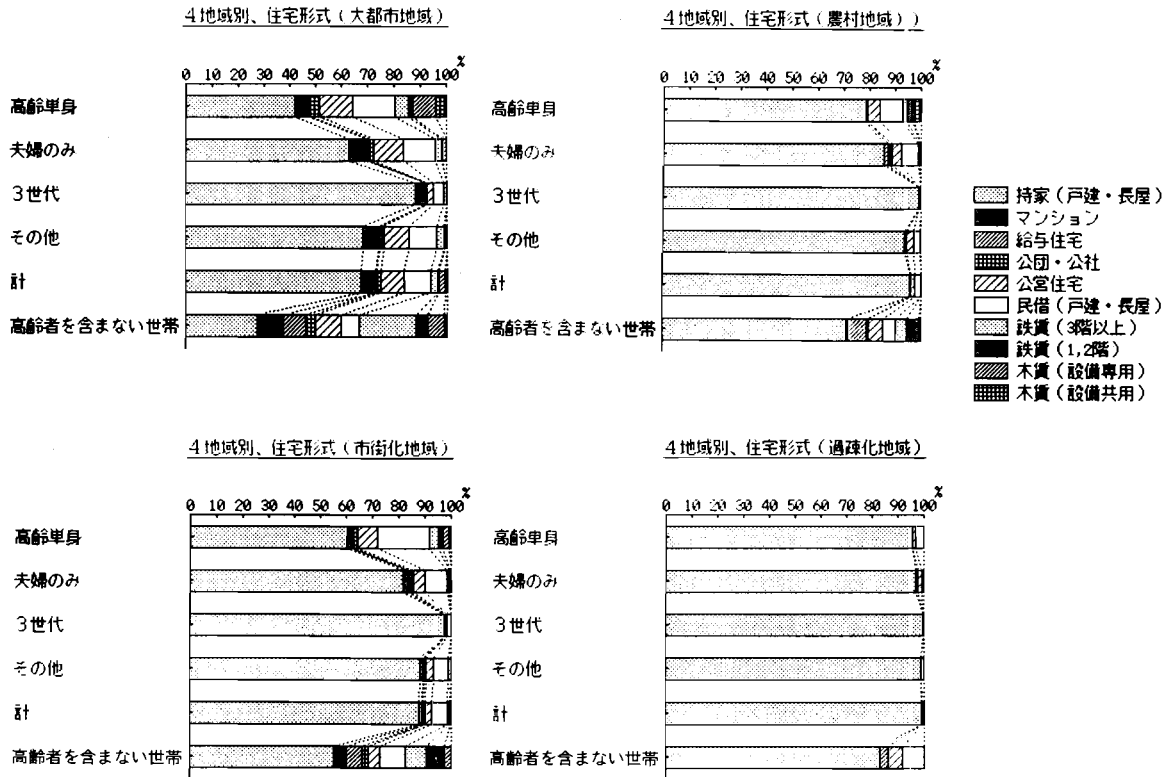 4地域別、住宅形式(大都市地域)
%
0 10 20 30 40 50 60 70 80 90 100
高齢単身
夫婦のみ
3世代
その他
計
高齢者を含まない世帯
4地域別、住宅形式(農村地域))
%
0 10 20 30 40 50 60 70 80 90 100
高齢単身
夫婦のみ
3世代
その他
計
高齢者を含まない世帯
持家(戸建・長屋)
マンション
給与住宅
公団・公社
公営住宅
民借(戸建・長屋)
鉄賃(3階以上)
鉄賃(1,2階)
木賃(設備専用)
木賃(設備共用)
4地域別、住宅形式(市街化地域)
%
0 10 20 30 40 50 60 70 80 90 100
高齢単身
夫婦のみ
3世代
その他
計
高齢者を含まない世帯
4地域別、住宅形式(過疎化地域)
%
0 10 20 30 40 50 60 70 80 90 100
高齢単身
夫婦のみ
3世代
その他
計
高齢者を含まない世帯